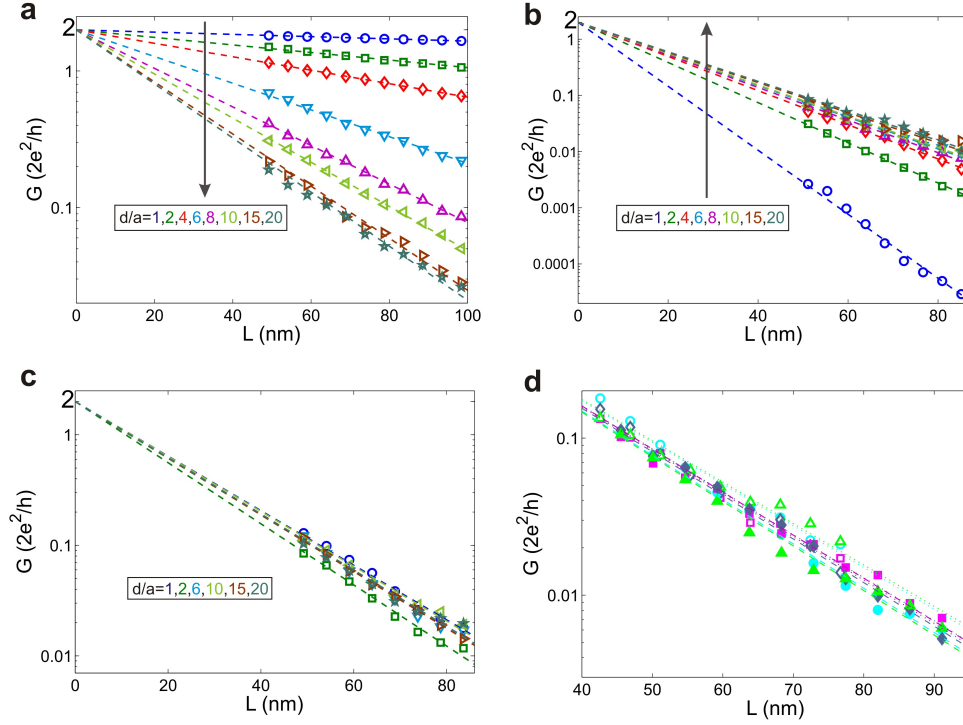 a
2
1
0.1
G (2e²/h)
d/a=1,2,4,6,8,10,15,20
0 20 40 60 80 100
L (nm)
b
2
1
0.1
0.01
0.001
0.0001
G (2e²/h)
d/a=1,2,4,6,8,10,15,20
0 20 40 60 80
L (nm)
c
2
1
0.1
0.01
G (2e²/h)
d/a=1,2,6,10,15,20
0 20 40 60 80
L (nm)
d
0.1
0.01
G (2e²/h)
40 50 60 70 80 90
L (nm)